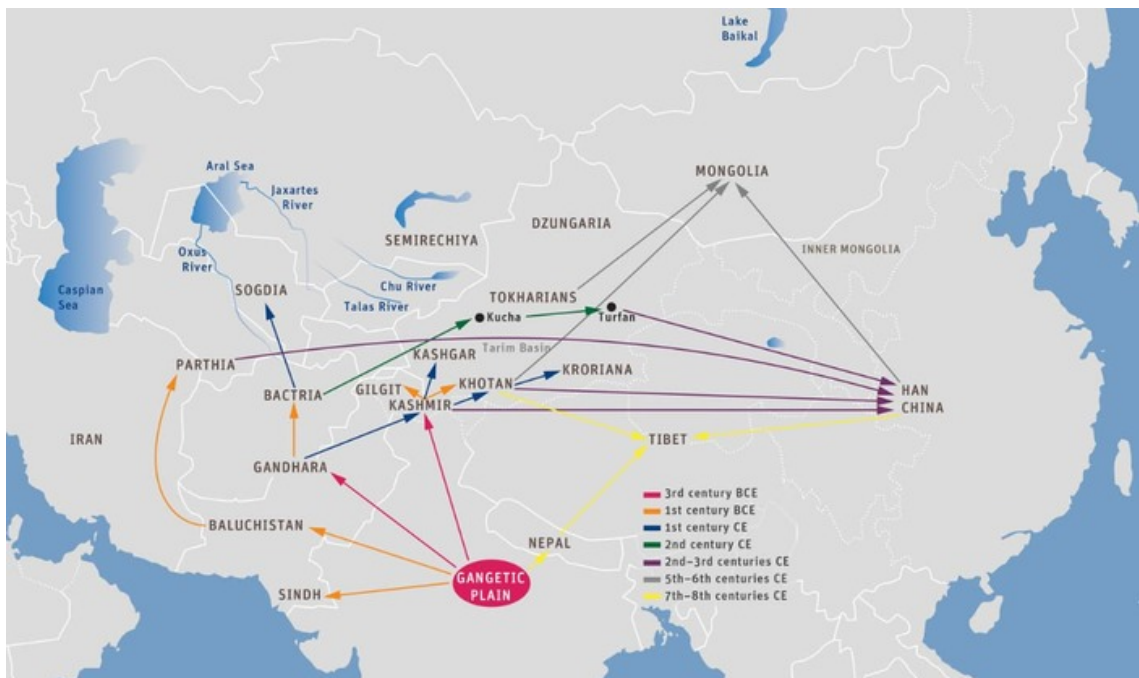 Lake
Baikal
Aral Sea
Jaxartes
River
MONGOLIA
DZUNGARIA
SEMIRECHIYA
INNER MONGOLIA
Oxus
River
Caspian
Sea
SOGDIA
Chu River
Talas River
TOKHARIANS
Kucha
Turfan
Tarim Basin
PARTHIA
KASHGAR
KRORIANA
BACTRIA
GILGIT
KHOTAN
KASHMIR
HAN
CHINA
IRAN
TIBET
GANDHARA
BALUCHISTAN
NEPAL
SINDH
GANGETIC
PLAIN
3rd century BCE
1st century BCE
1st century CE
2nd century CE
2nd–3rd centuries CE
5th–6th centuries CE
7th–8th centuries CE